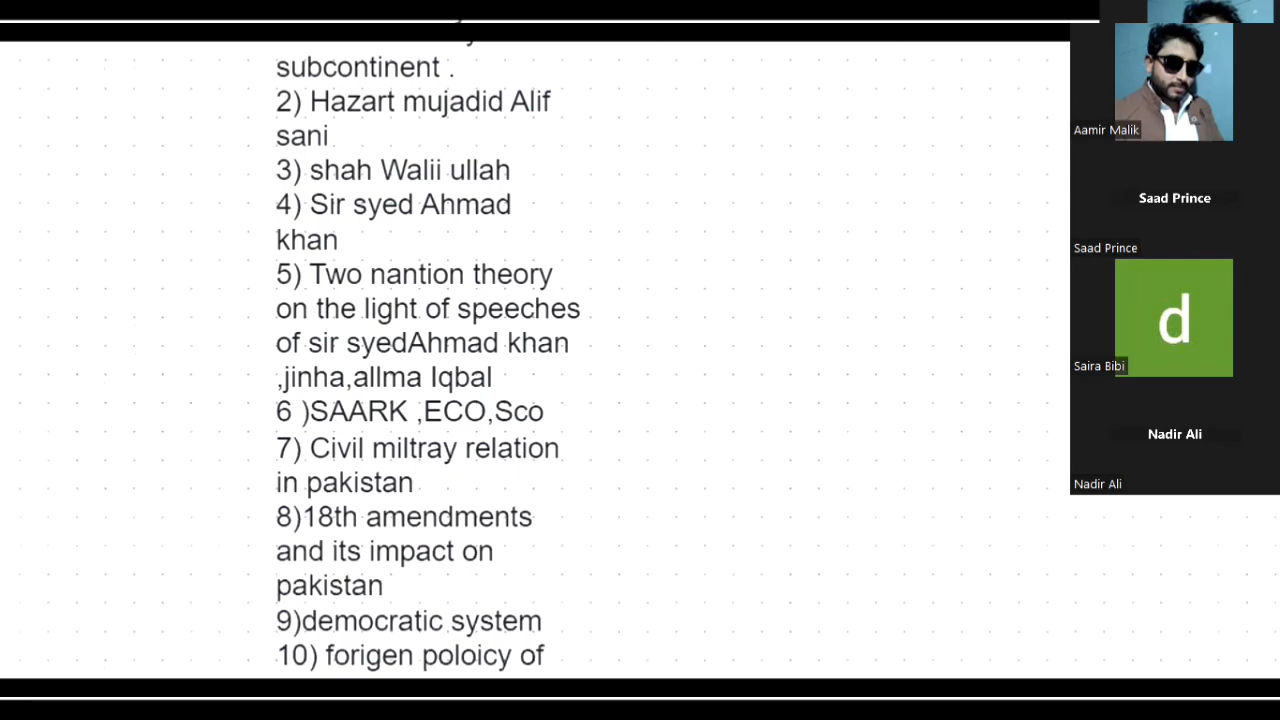 subcontinent .
2) Hazart mujadid Alif
sani
3) shah Walii ullah
4) Sir syed Ahmad
khan
5) Two nantion theory
on the light of speeches
of sir syedAhmad khan
,jinha,allma Iqbal
6 )SAARK ,ECO,Sco
7) Civil miltray relation
in pakistan
8)18th amendments
and its impact on
pakistan
9)democratic system
10) forigen poloicy of
Aamir Malik
Saad Prince
Saad Prince
d
Saira Bibi
Nadir Ali
Nadir Ali